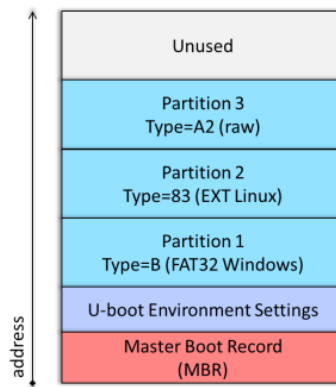 Unused
Partition 3
Type=A2 (raw)
Partition 2
Type=83 (EXT Linux)
Partition 1
Type=B (FAT32 Windows)
U-boot Environment Settings
Master Boot Record
(MBR)
address